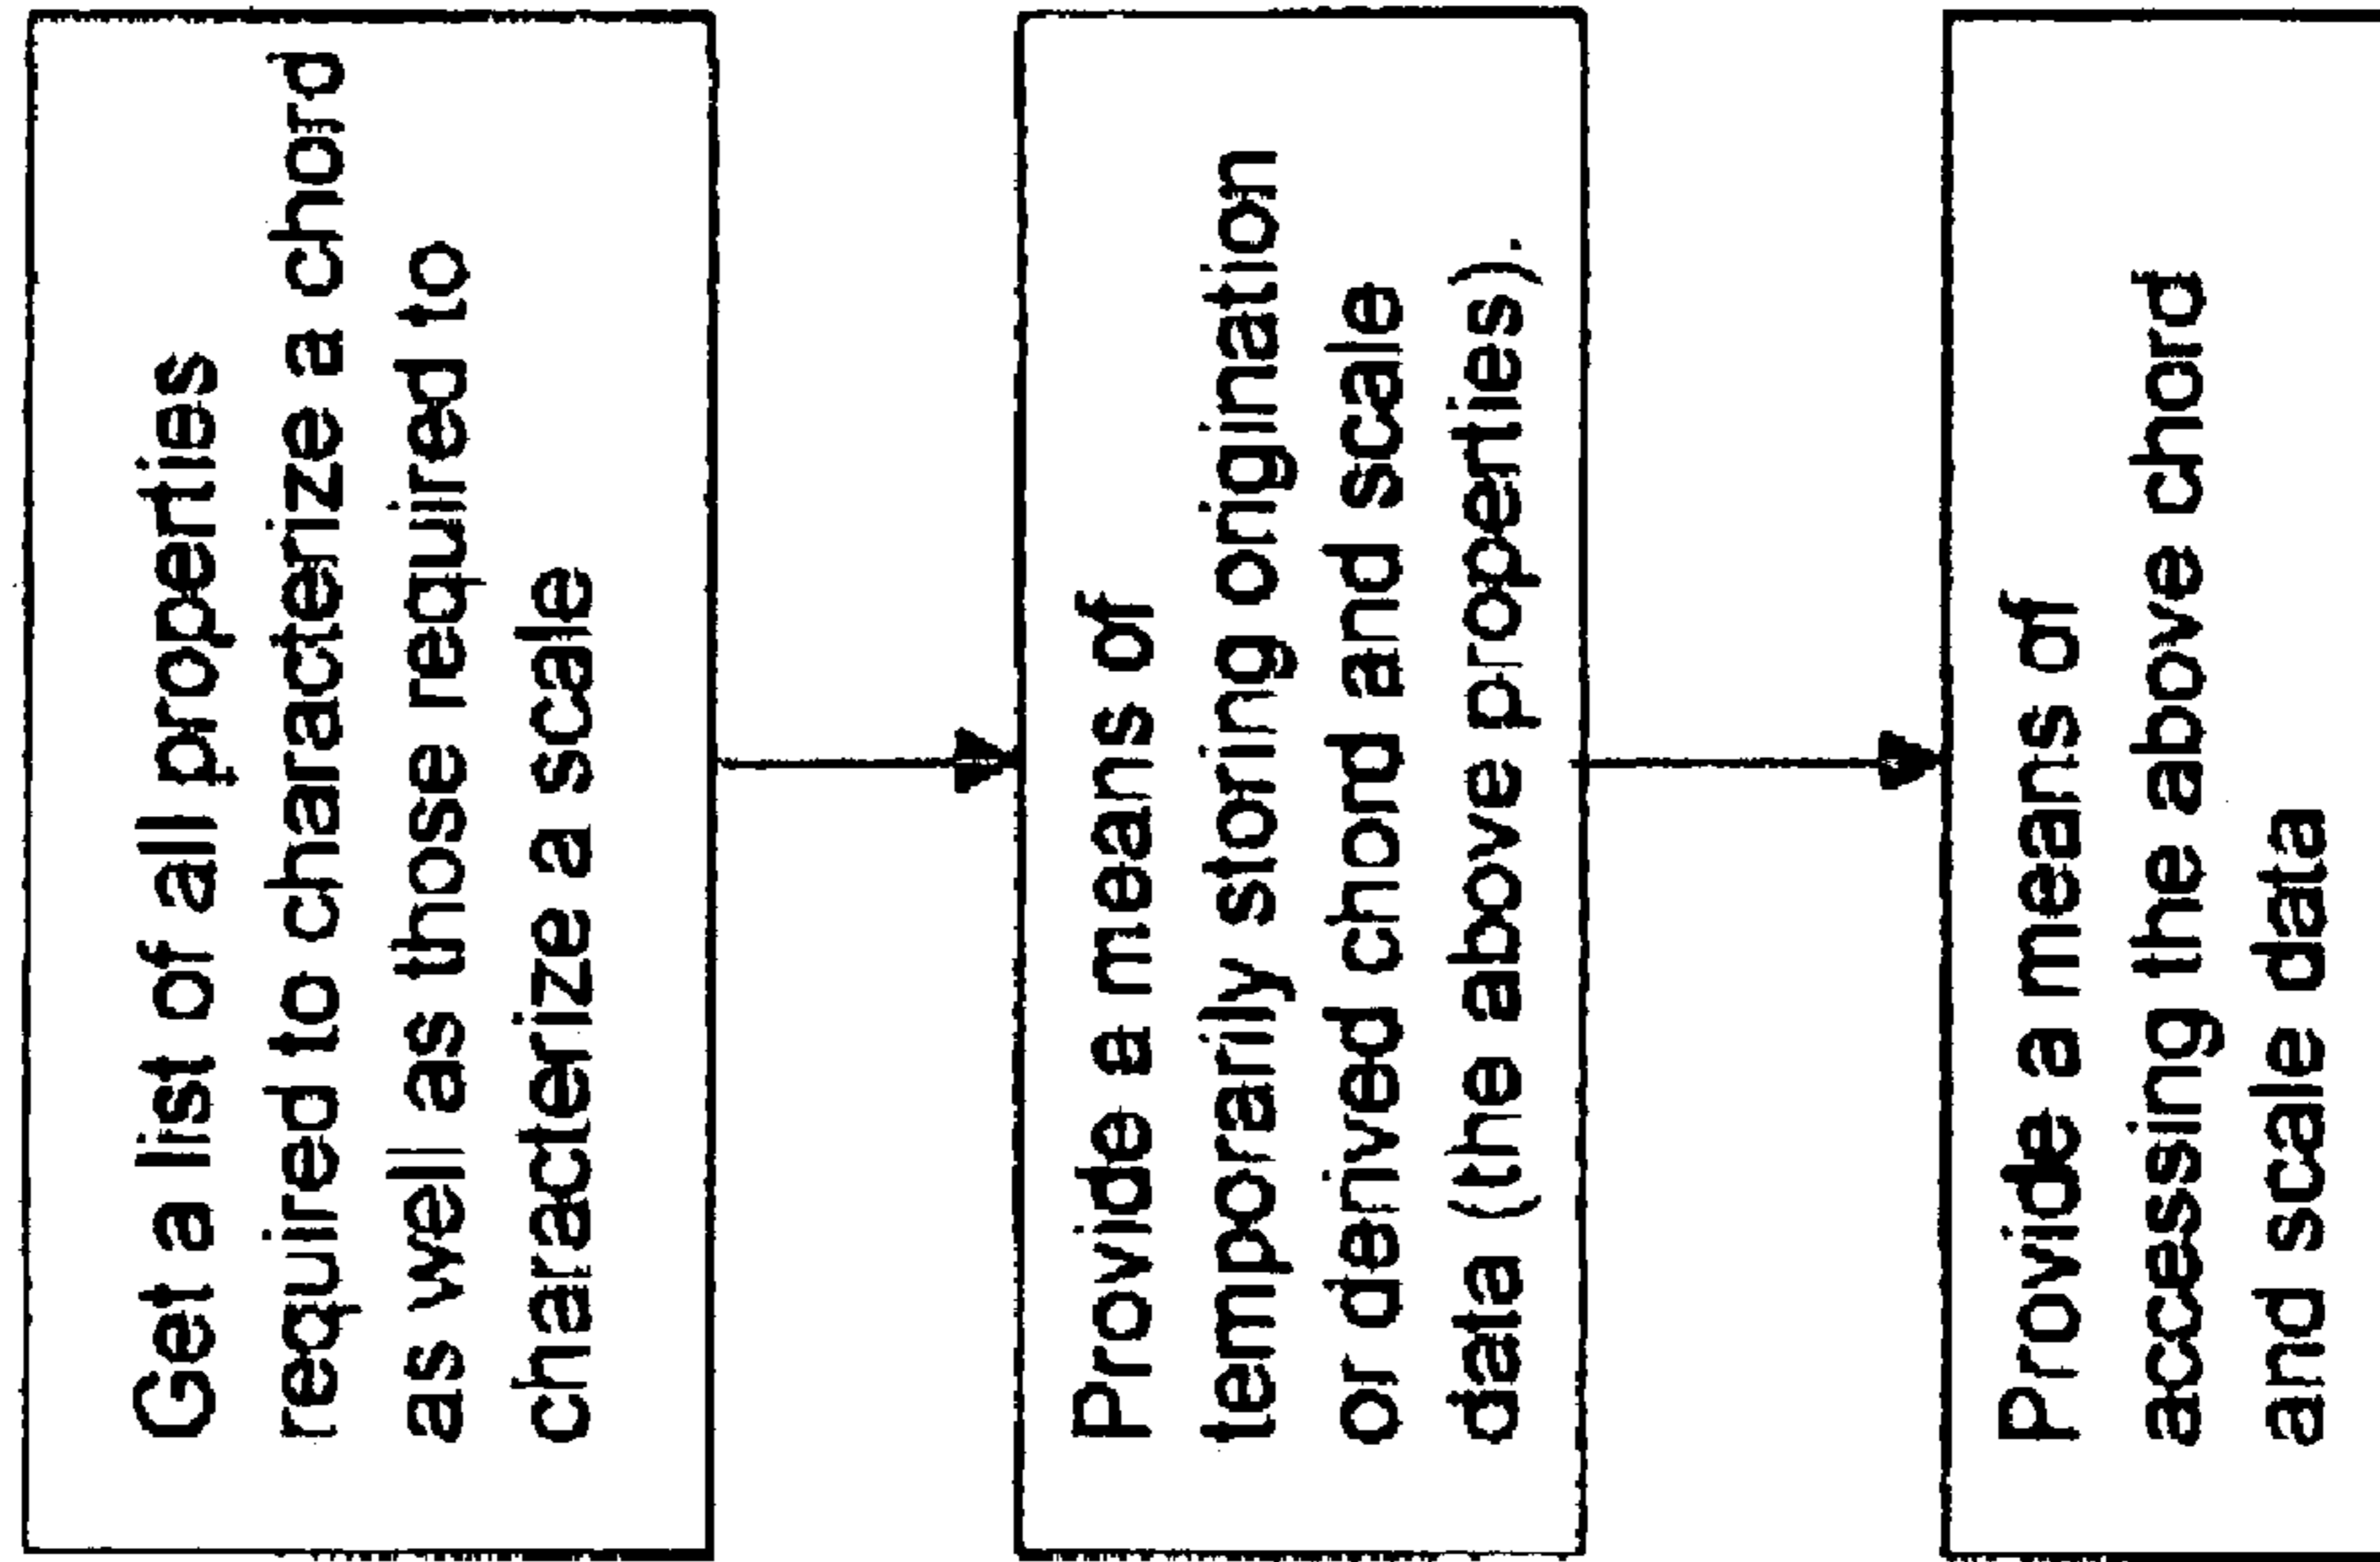 Get a list of all properties
required to characterize a chord
as well as those required to
characterize a scale
Provide a means of
temporarily storing origination
or derived chord and scale
data (the above properties).
Provide a means of
accessing the above chord
and scale data